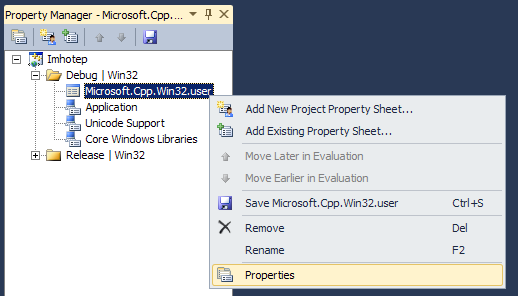 Property Manager - Microsoft.Cpp....
Imhotep
Debug | Win32
Microsoft.Cpp.Win32.user
Application
Unicode Support
Core Windows Libraries
Release | Win32
Add New Project Property Sheet...
Add Existing Property Sheet...
Move Later in Evaluation
Move Earlier in Evaluation
Save Microsoft.Cpp.Win32.user Ctrl+S
Remove Del
Rename F2
Properties